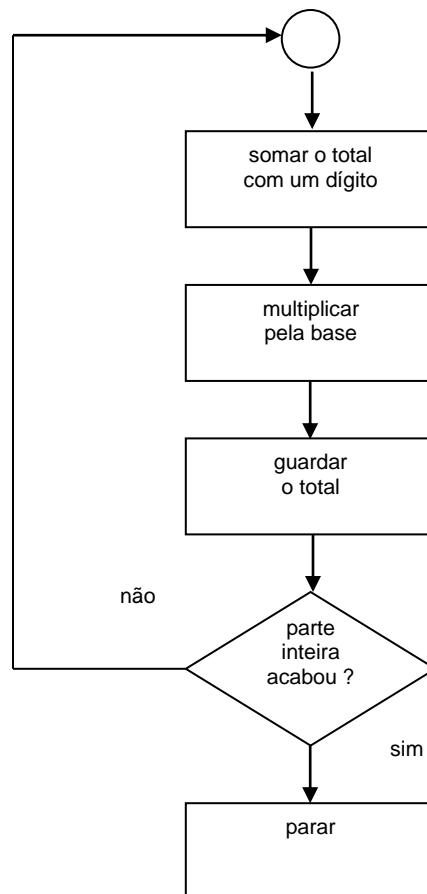 somar o total
com um dígito
multiplicar
pela base
guardar
o total
não
parte
inteira
acabou ?
sim
parar